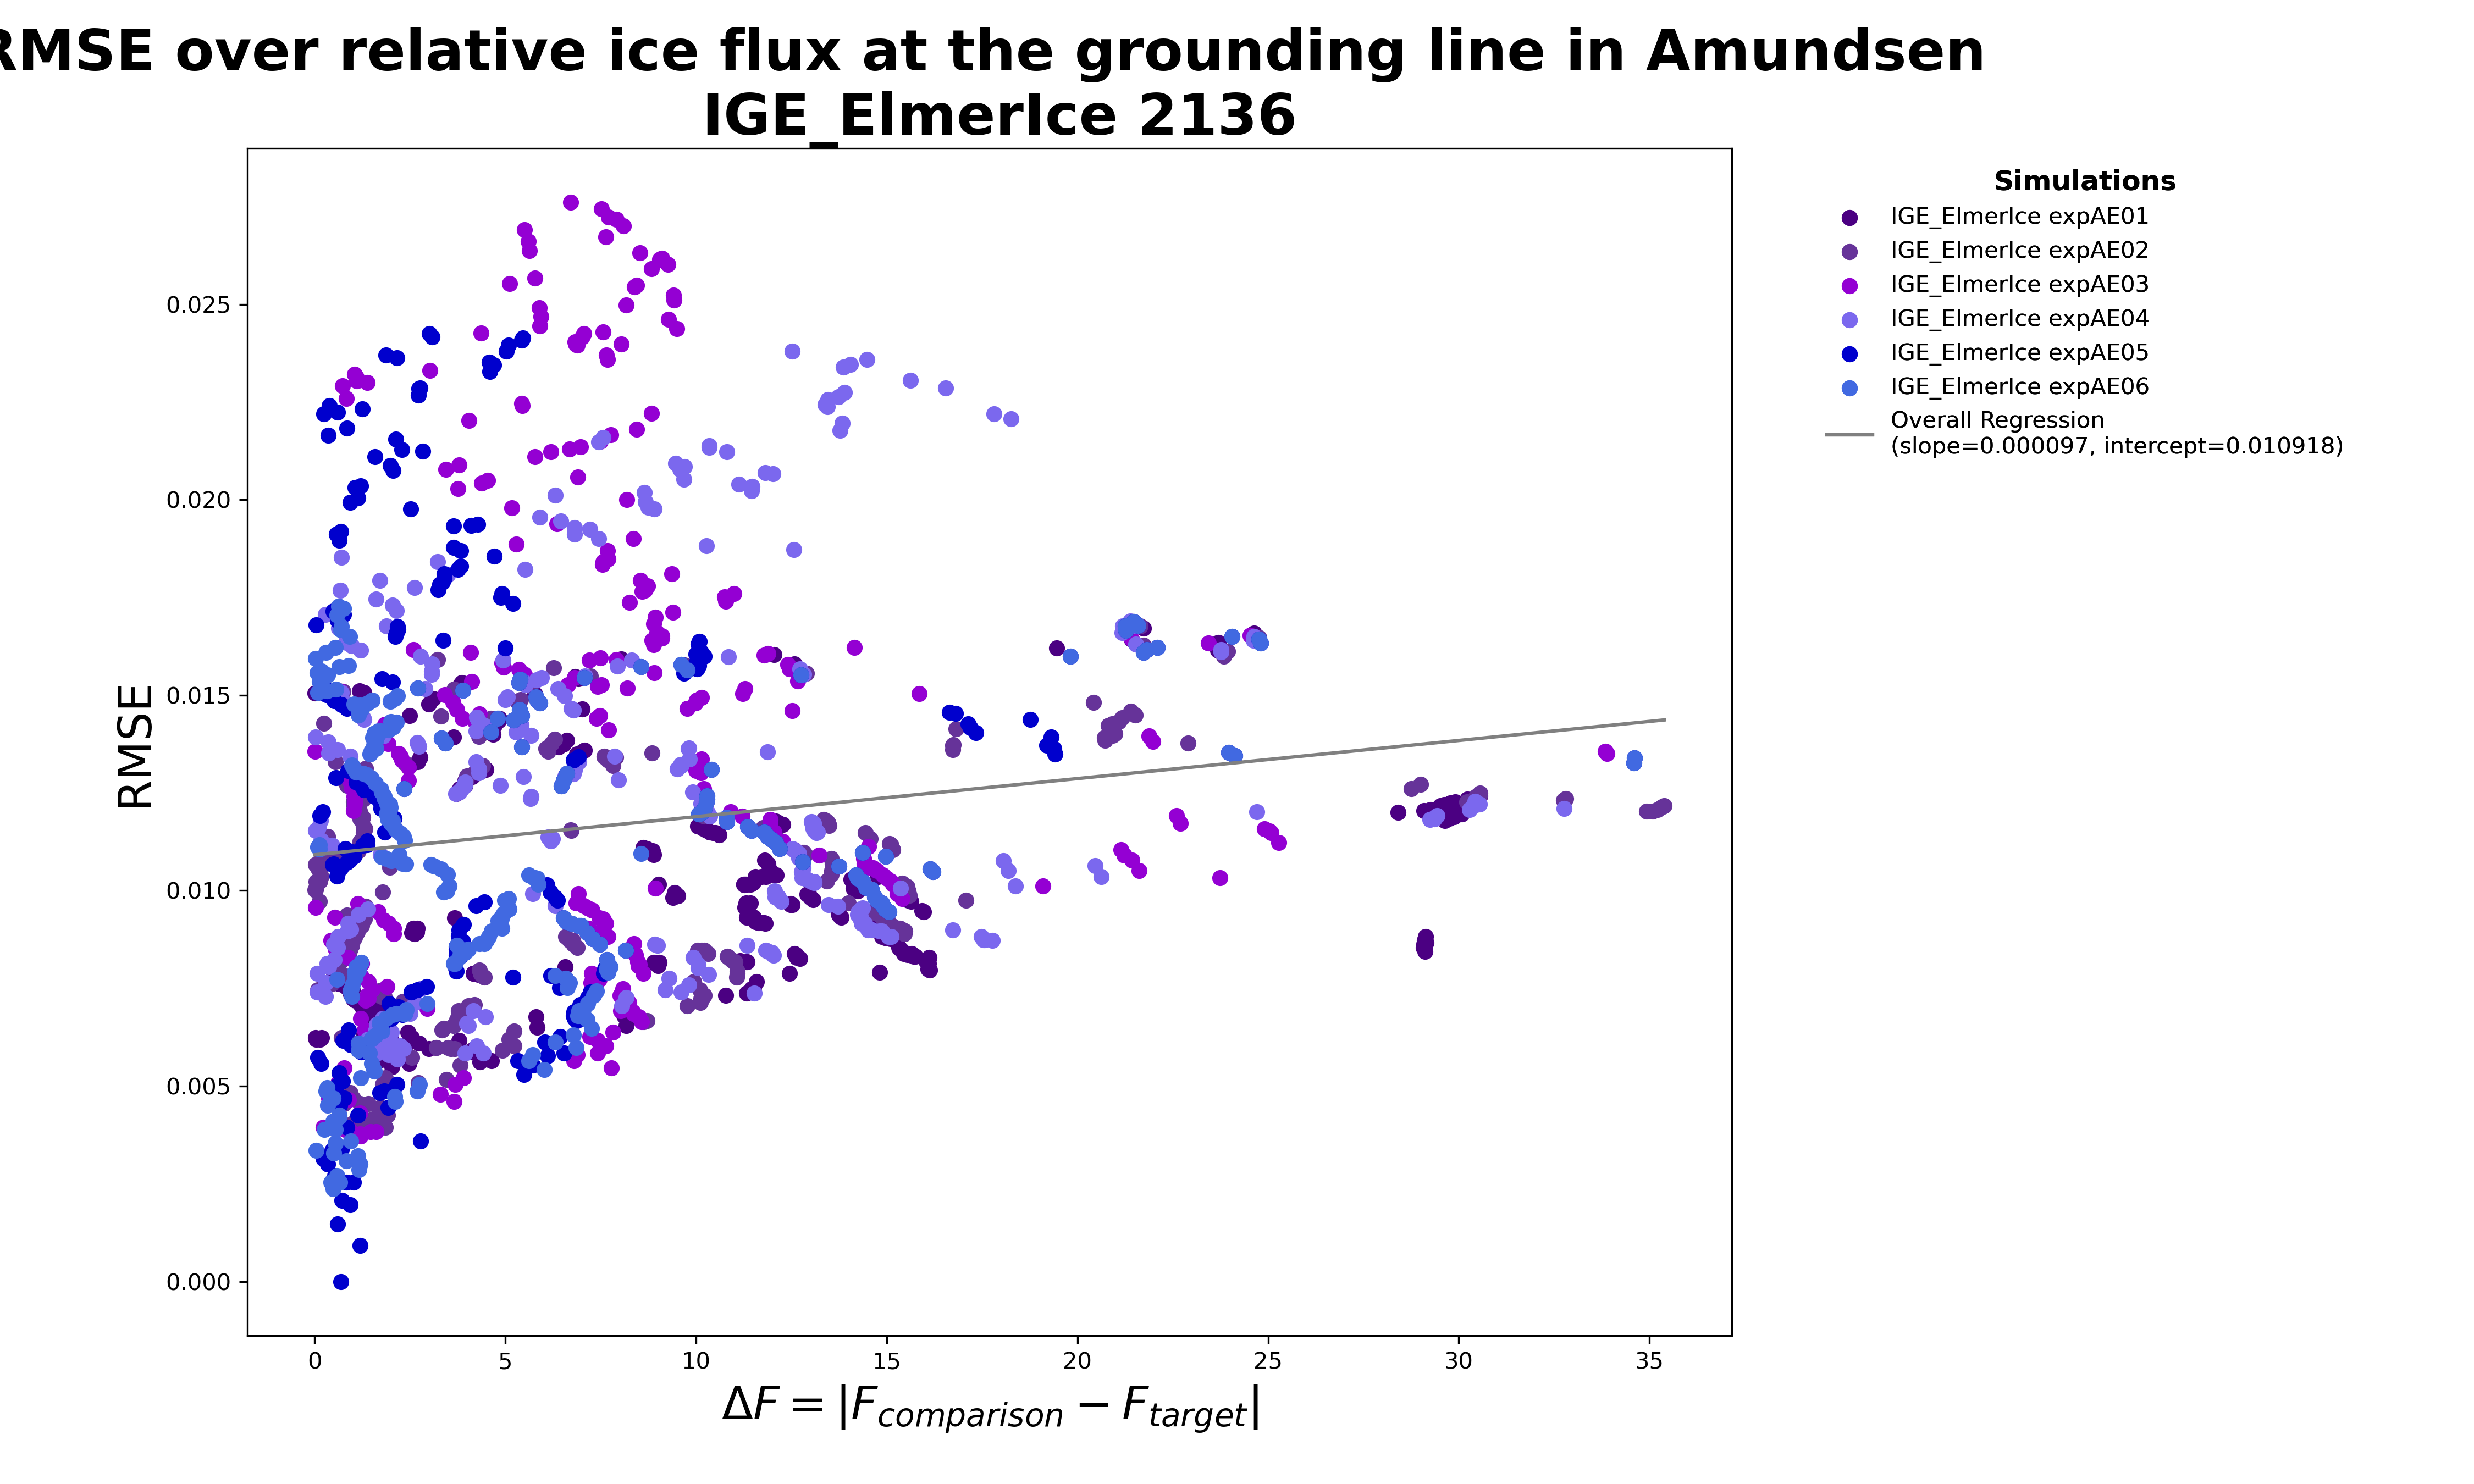 RMSE over relative ice flux at the grounding line in Amundsen
IGE_ElmerIce 2136
Simulations
IGE_ElmerIce expAE01
IGE_ElmerIce expAE02
IGE_ElmerIce expAE03
IGE_ElmerIce expAE04
IGE_ElmerIce expAE05
IGE_ElmerIce expAE06
Overall Regression
(slope=0.000097, intercept=0.010918)
RMSE
0.025
0.020
0.015
0.010
0.005
0.000
0 5 10 15 20 25 30 35
ΔF = |F_comparison − F_target|